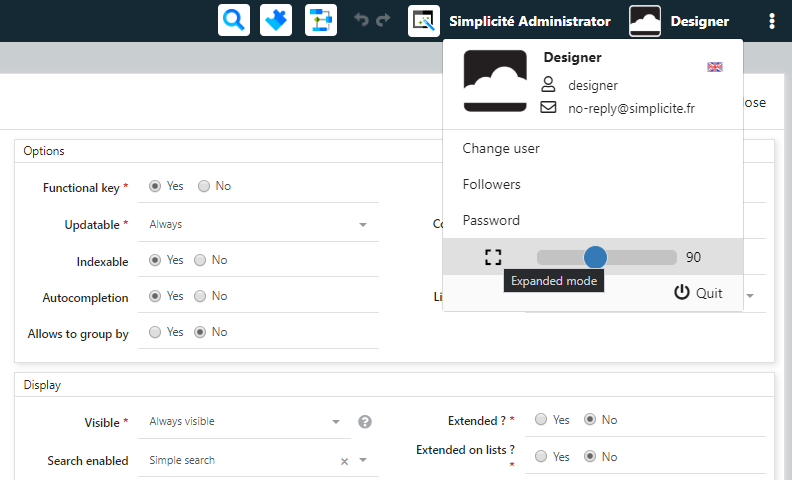 Simplicité Administrator
Designer
Designer
designer
no-reply@simplicite.fr
ose
Change user
Followers
Password
90
Expanded mode
Quit
Options
Functional key * Yes No
Updatable * Always
Co
Indexable Yes No
Autocompletion Yes No
Li
Allows to group by Yes No
Display
Visible * Always visible ?
Extended ? * Yes No
Search enabled Simple search ×
Extended on lists ? * Yes No